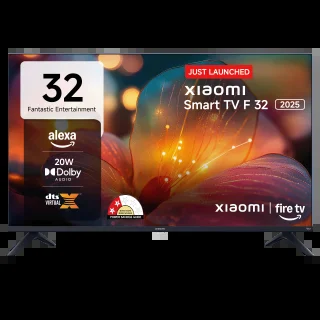 JUST LAUNCHED
32
Fantastic Entertainment
xiaomi
Smart TV F 32 2025
alexa
20W
Dolby
AUDIO
dts X
VIRTUAL
xiaomi | fire tv